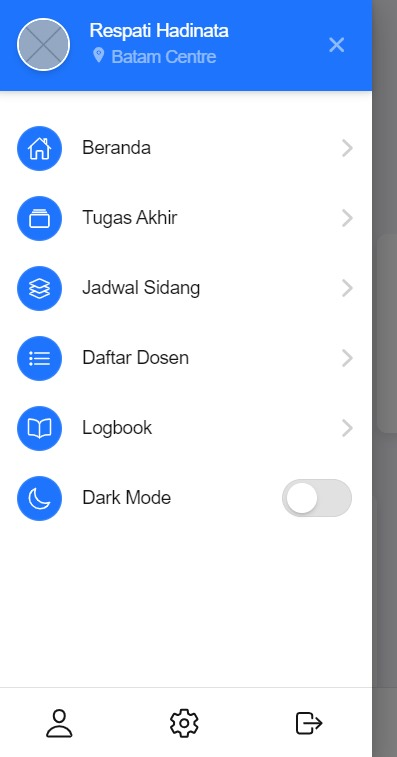 Respati Hadinata
Batam Centre
Beranda
Tugas Akhir
Jadwal Sidang
Daftar Dosen
Logbook
Dark Mode